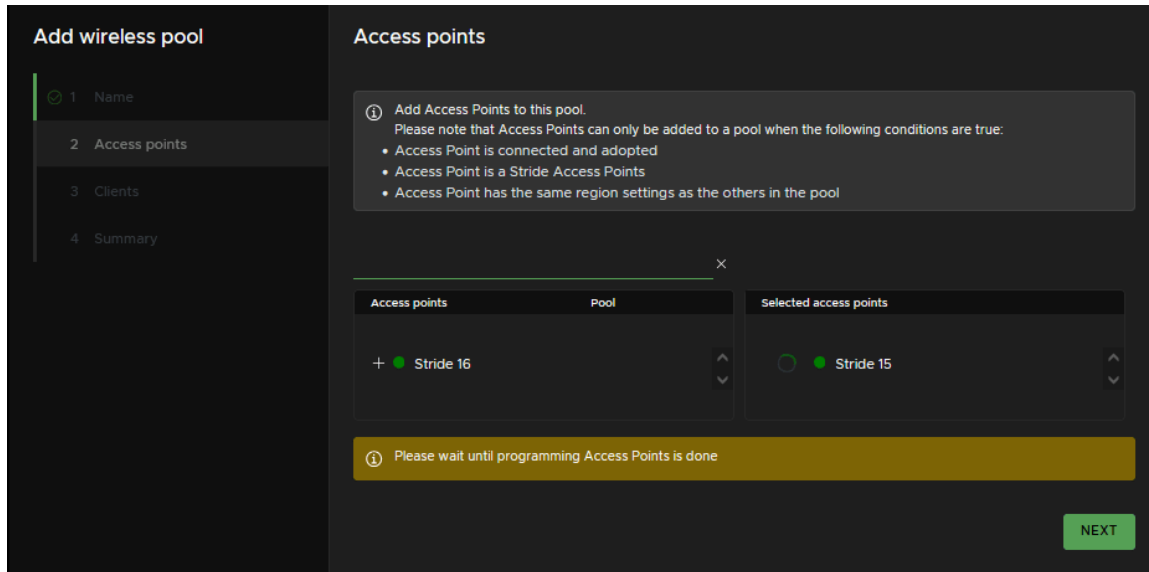 Add wireless pool
1 Name
2 Access points
3 Clients
4 Summary
Access points
Add Access Points to this pool.
Please note that Access Points can only be added to a pool when the following conditions are true:
• Access Point is connected and adopted
• Access Point is a Stride Access Points
• Access Point has the same region settings as the others in the pool
Access points Pool
Stride 16
Selected access points
Stride 15
Please wait until programming Access Points is done
NEXT